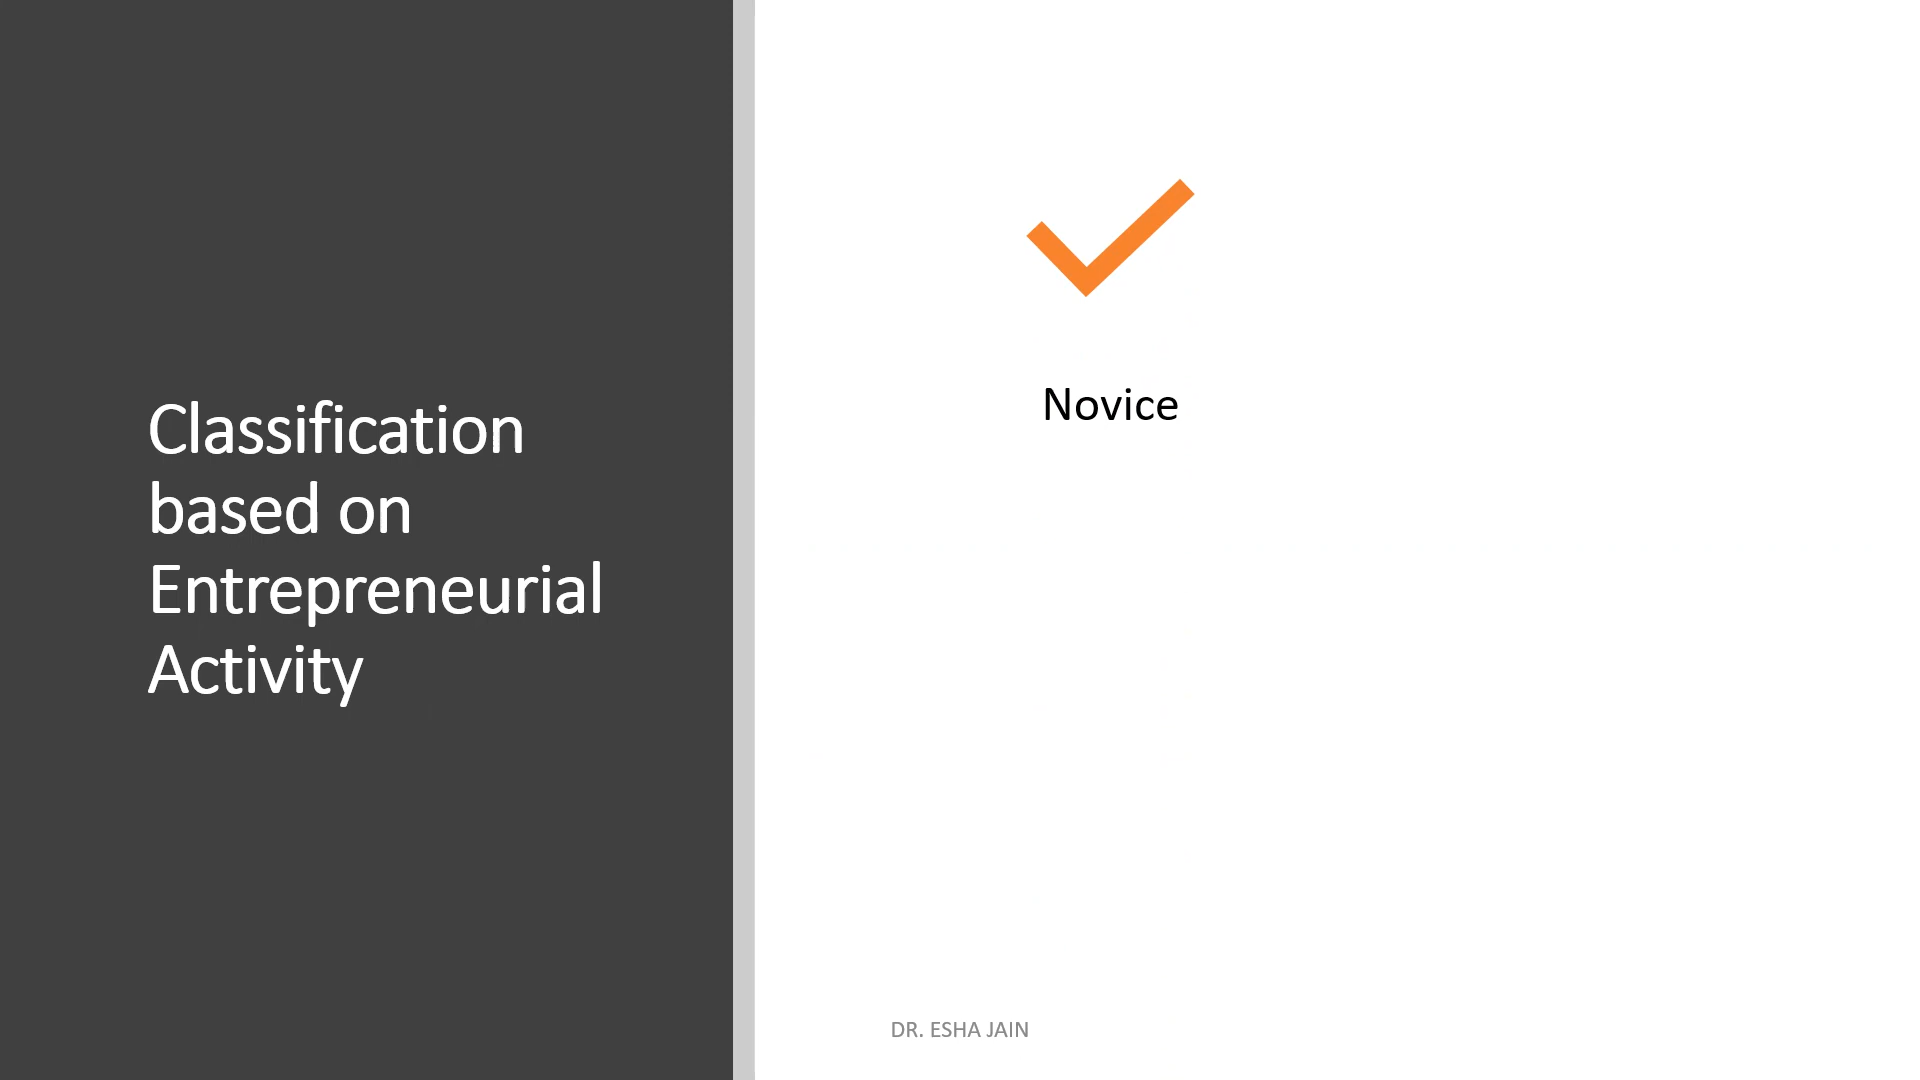 Classification
based on
Entrepreneurial
Activity
Novice
DR. ESHA JAIN